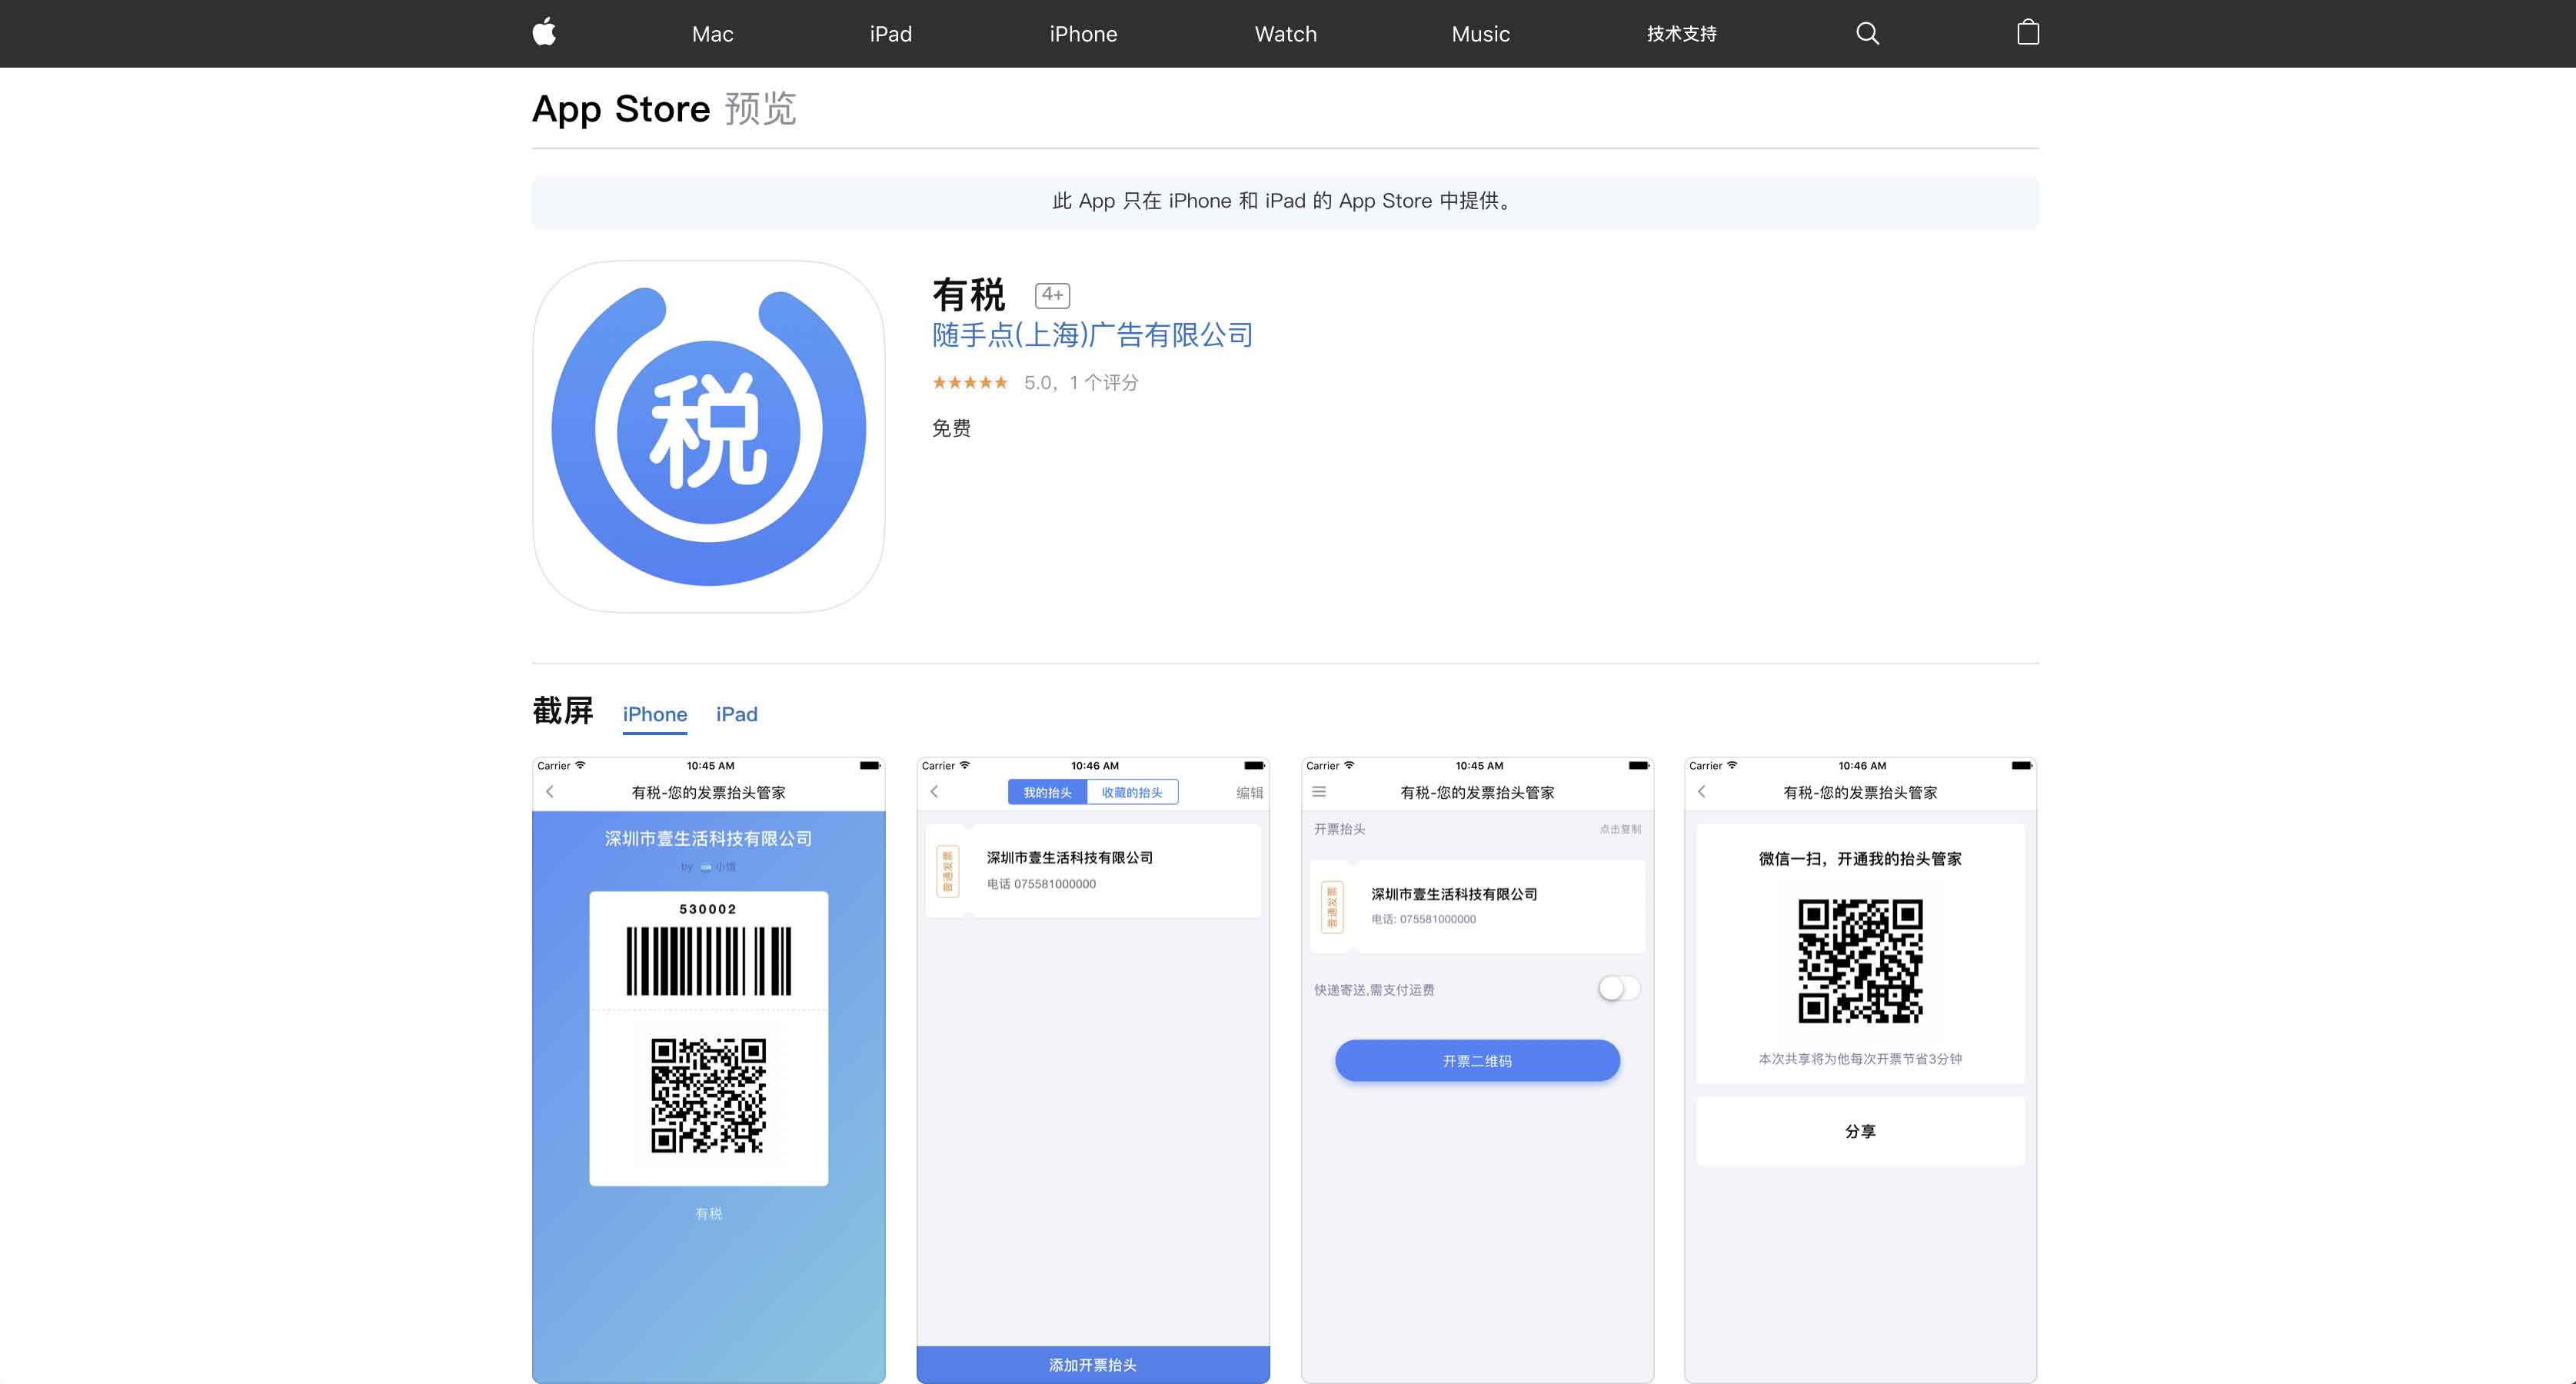 Mac iPad iPhone Watch Music 技术支持
App Store 预览
此 App 只在 iPhone 和 iPad 的 App Store 中提供。
税
有税 4+
随手点(上海)广告有限公司
★★★★★ 5.0，1 个评分
免费
截屏 iPhone iPad
Carrier 10:45 AM
有税-您的发票抬头管家
深圳市壹生活科技有限公司
by 小慎
530002
有税
Carrier 10:46 AM
我的抬头 收藏的抬头 编辑
普通发票
深圳市壹生活科技有限公司
电话 075581000000
添加开票抬头
Carrier 10:45 AM
有税-您的发票抬头管家
开票抬头 点击复制
普通发票
深圳市壹生活科技有限公司
电话: 075581000000
快递寄送,需支付运费
开票二维码
Carrier 10:46 AM
有税-您的发票抬头管家
微信一扫，开通我的抬头管家
本次共享将为他每次开票节省3分钟
分享